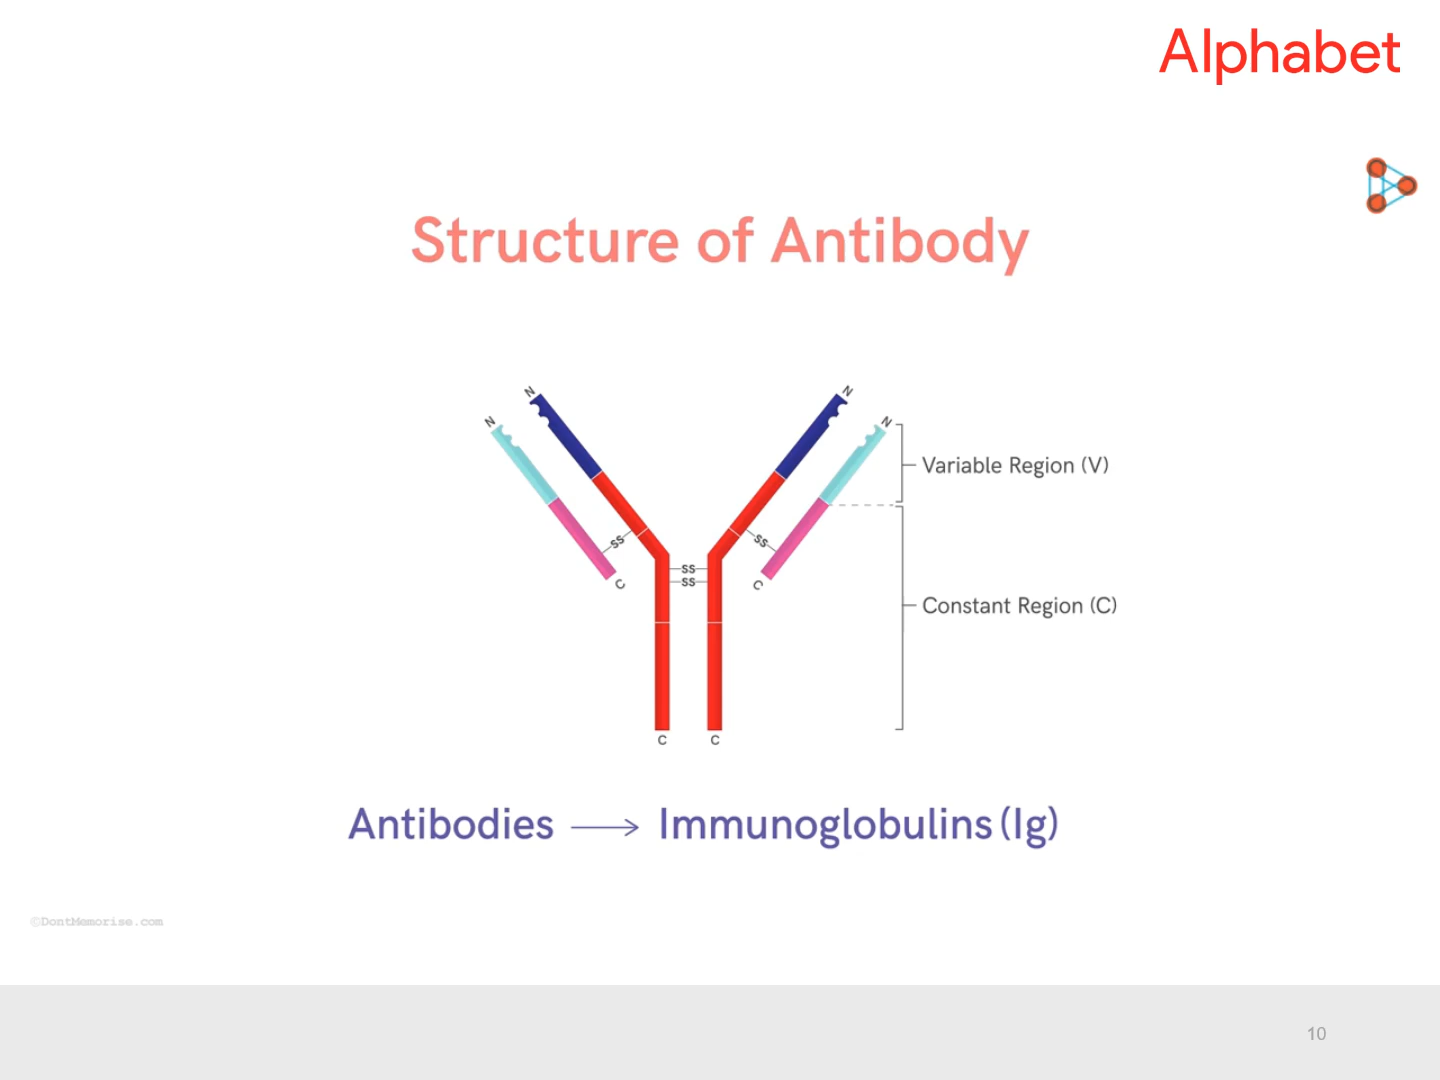 Alphabet
Structure of Antibody
N
N
N
N
Variable Region (V)
SS
SS
SS
SS
C
C
Constant Region (C)
C
C
Antibodies ⟶ Immunoglobulins (Ig)
©DontMemorise.com
10